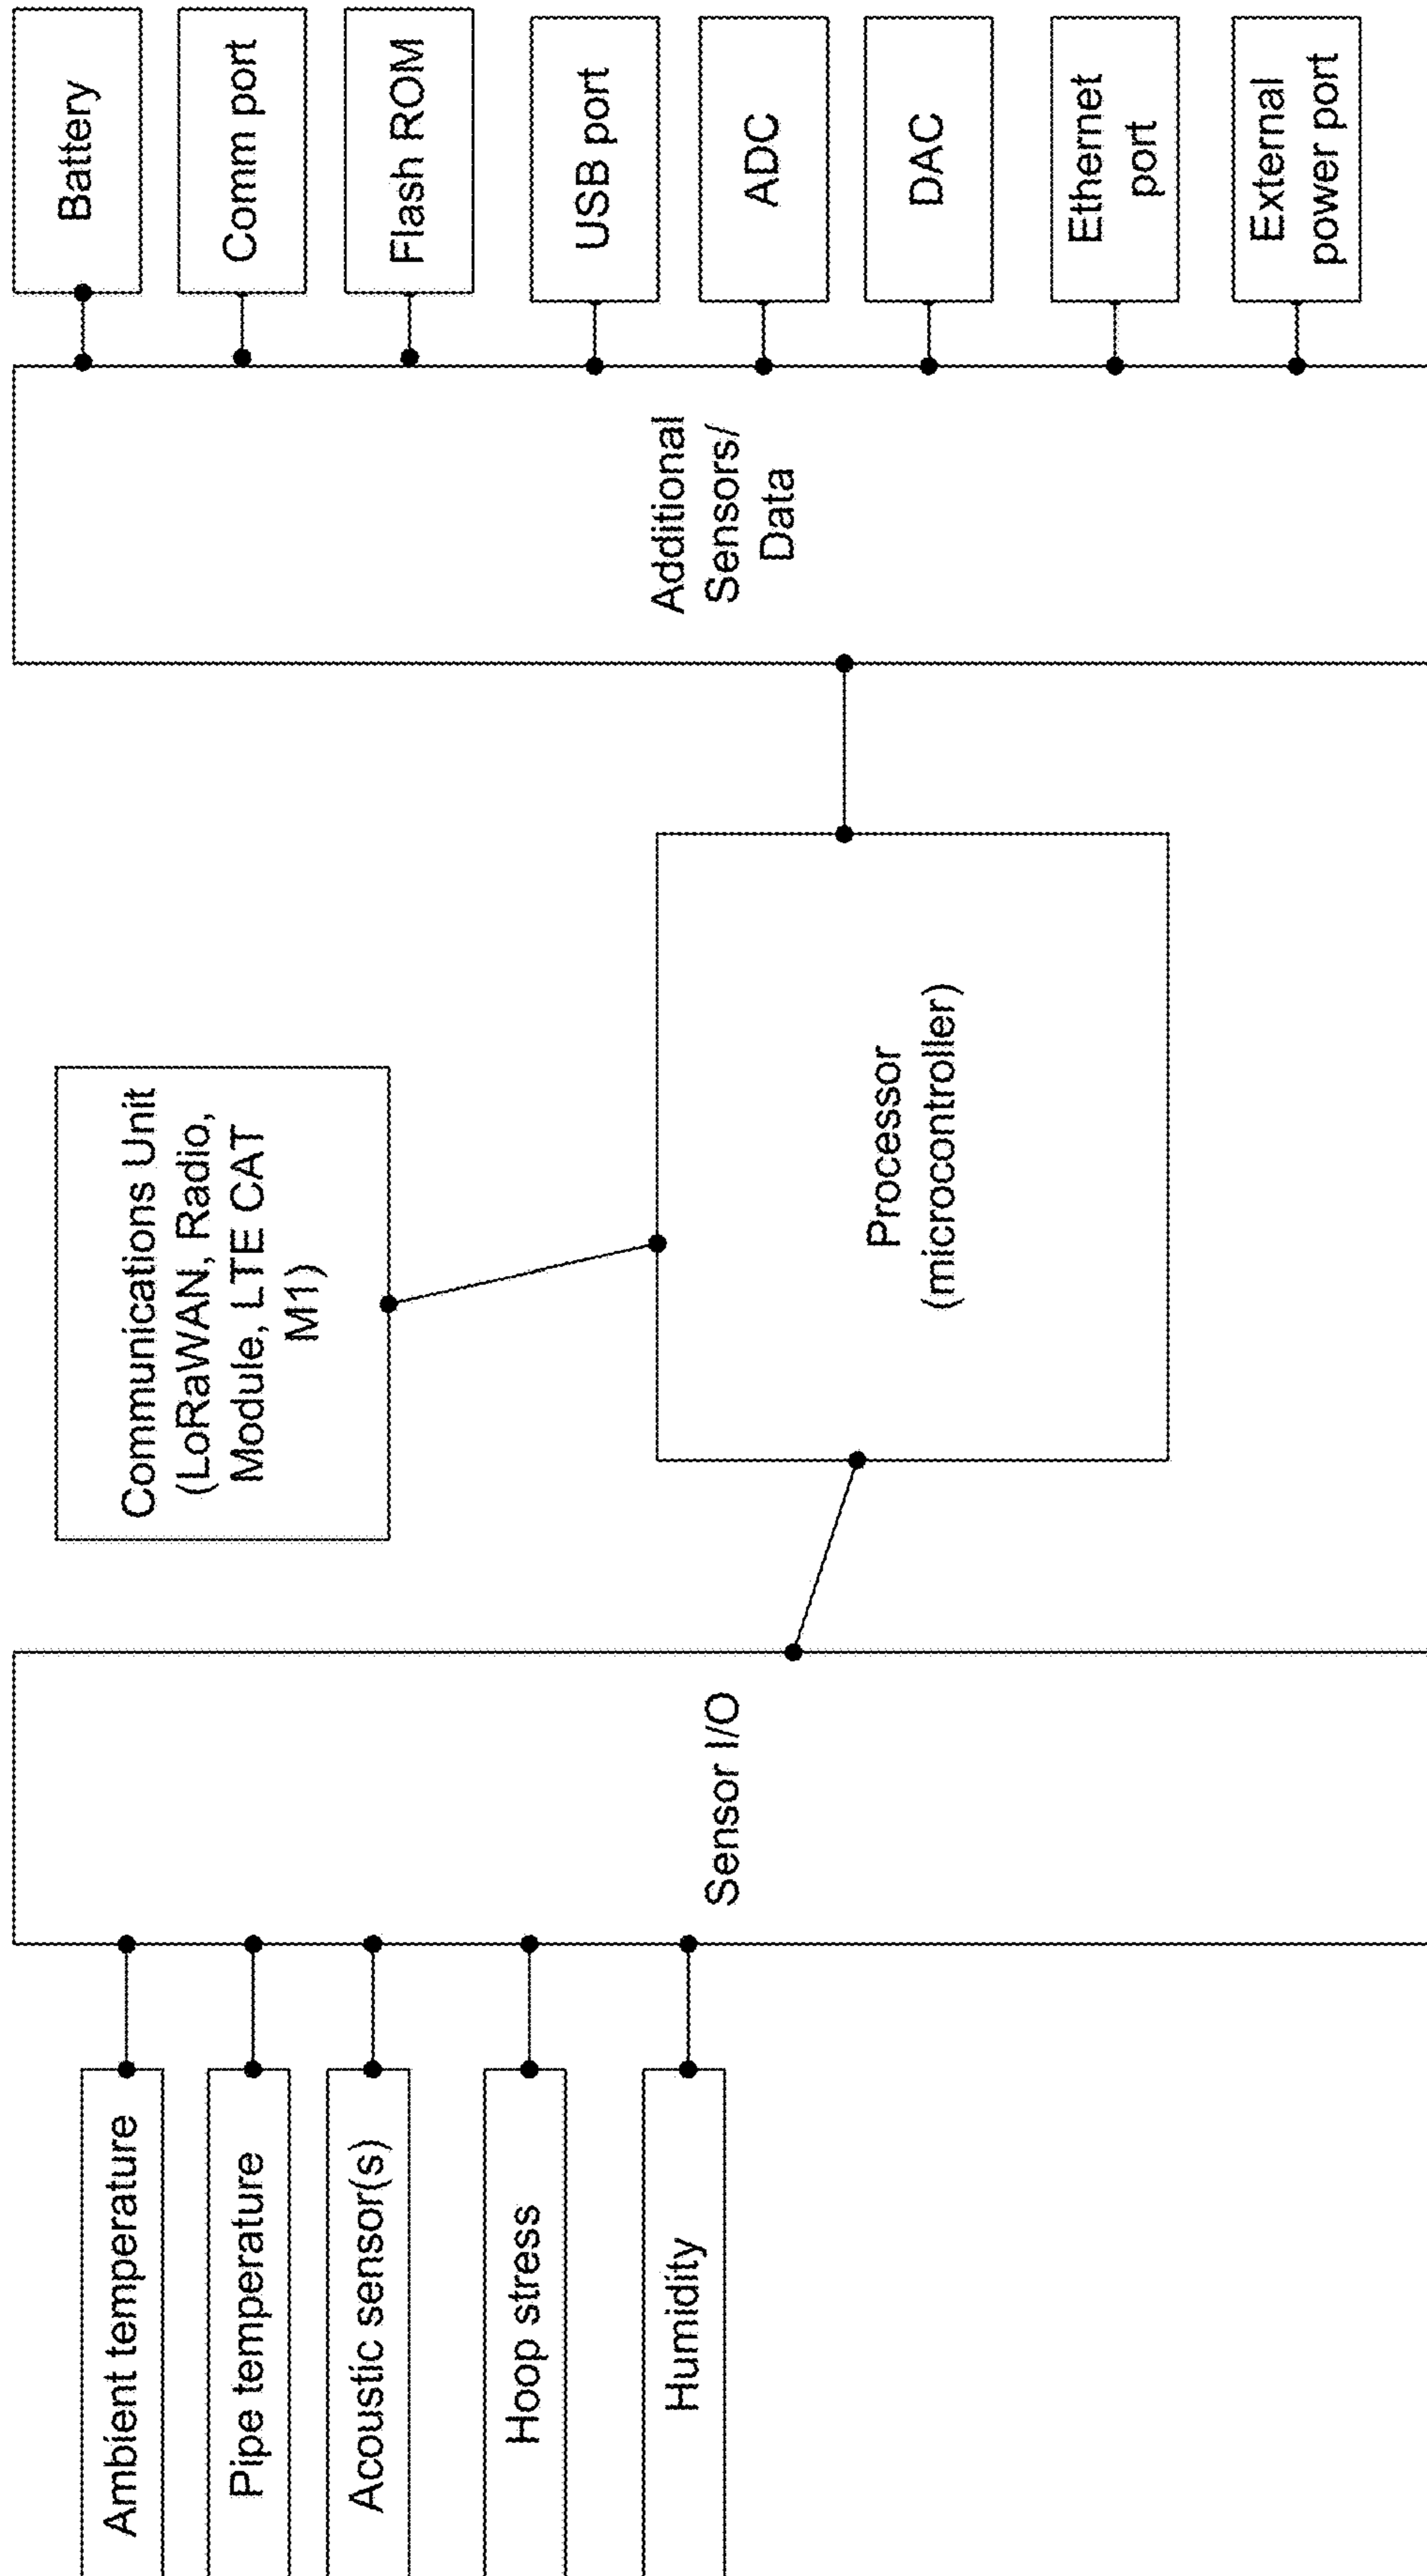 Ambient temperature
Pipe temperature
Acoustic sensor(s)
Hoop stress
Humidity
Sensor I/O
Communications Unit
(LoRaWAN, Radio,
Module, LTE CAT
M1)
Processor
(microcontroller)
Additional
Sensors/
Data
Battery
Comm port
Flash ROM
USB port
ADC
DAC
Ethernet
port
External
power port